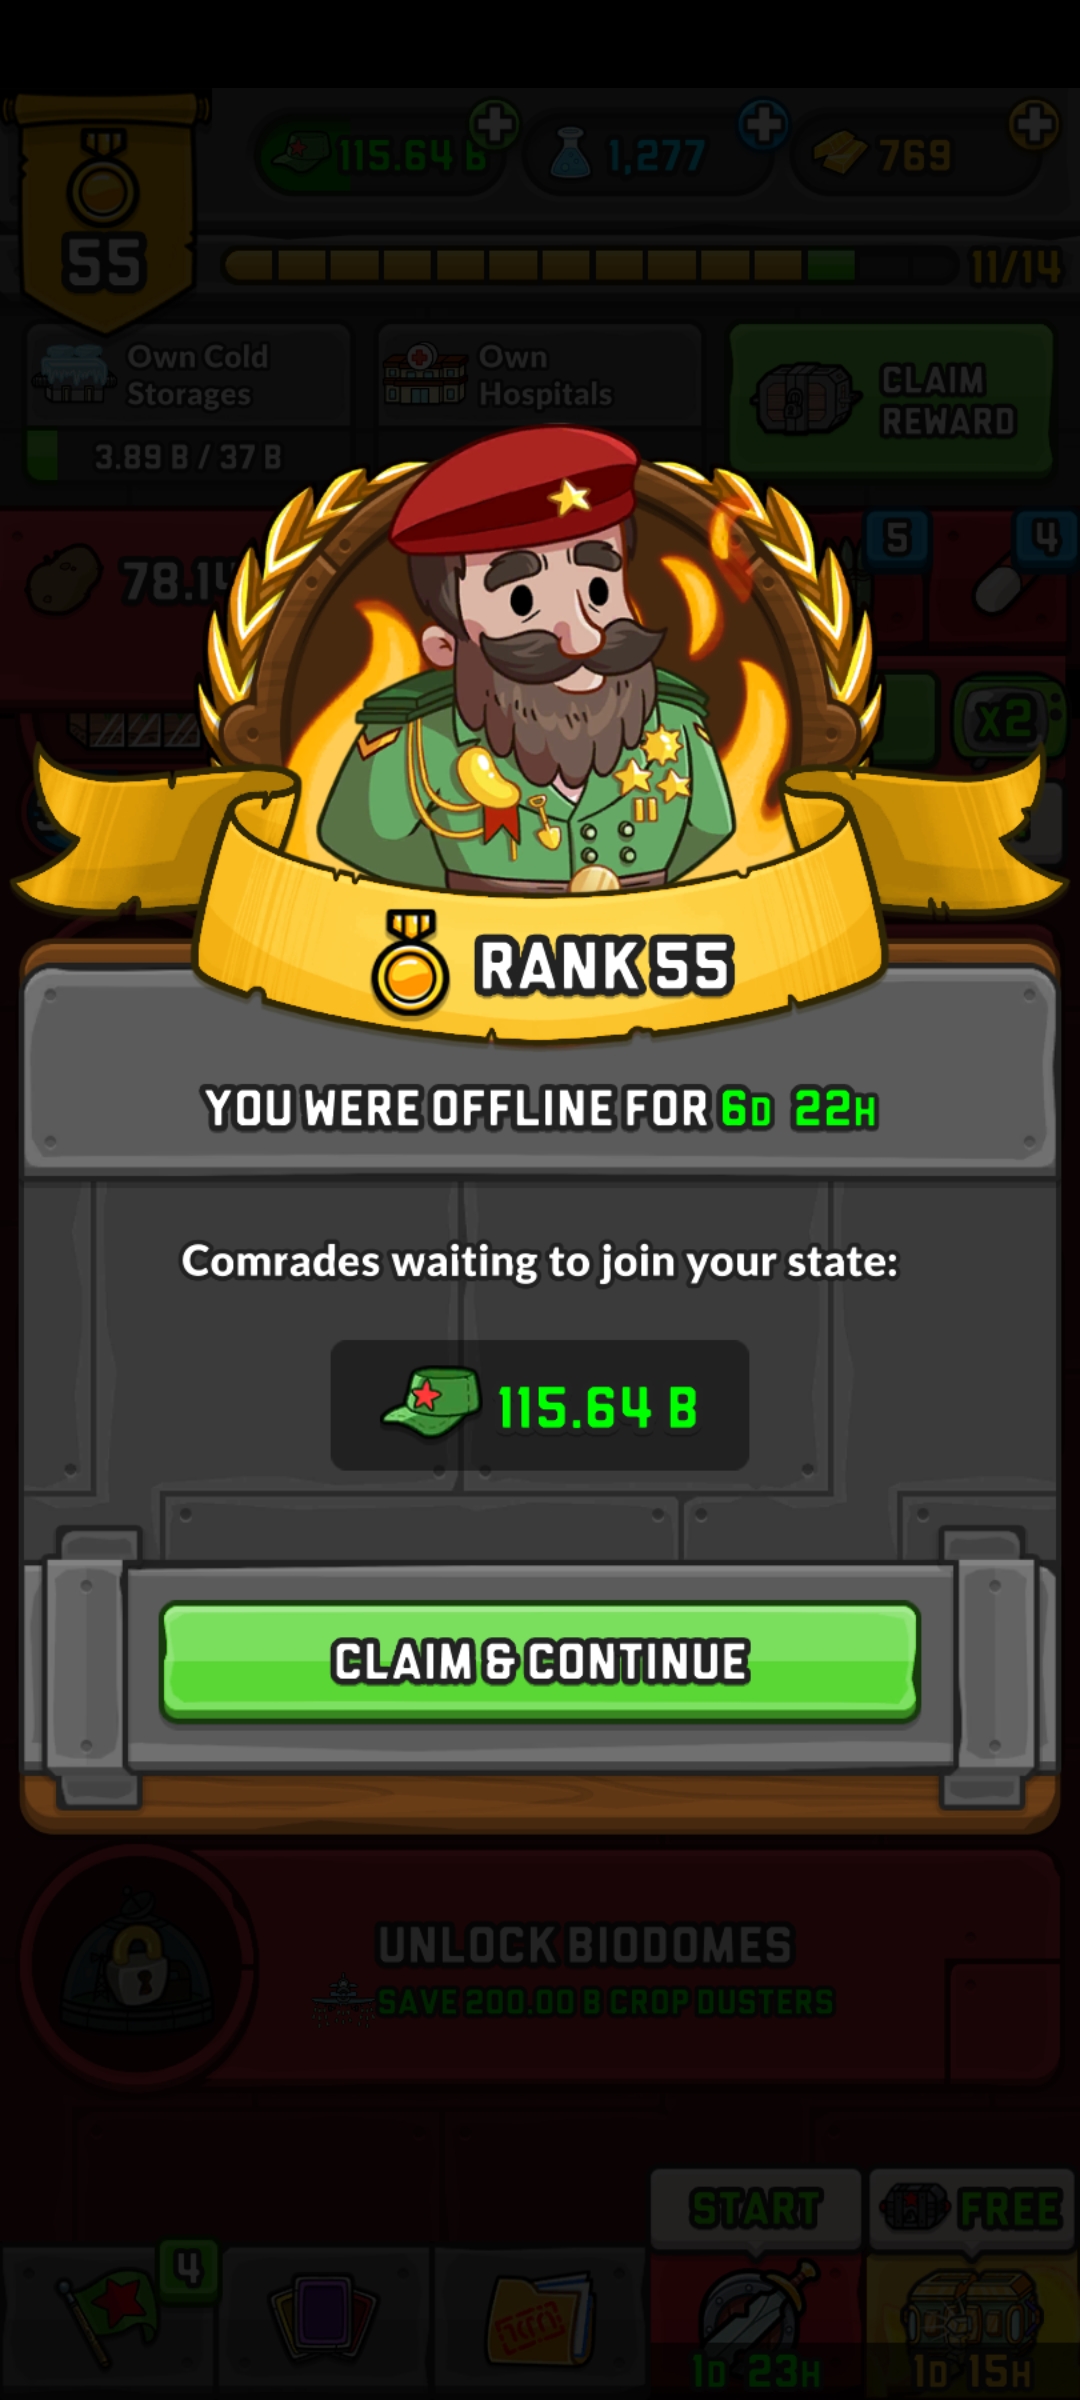 115.64 B
1,277
769
55
11/14
Own Cold
Storages
Own
Hospitals
CLAIM
REWARD
3.89 B / 37 B
5
4
X2
RANK 55
YOU WERE OFFLINE FOR 6D 22H
Comrades waiting to join your state:
115.64 B
CLAIM & CONTINUE
UNLOCK BIODOMES
SAVE 200.00 B CROP DUSTERS
START
FREE
4
1D 23H
1D 15H